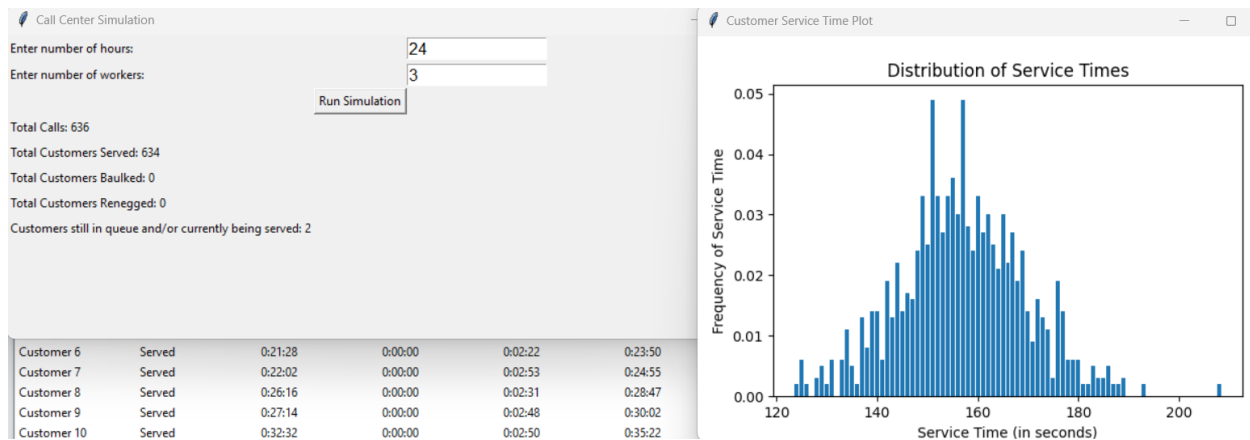 Call Center Simulation
Enter number of hours:
24
Enter number of workers:
3
Run Simulation
Total Calls: 636
Total Customers Served: 634
Total Customers Baulked: 0
Total Customers Renegged: 0
Customers still in queue and/or currently being served: 2
Customer 6 Served 0:21:28 0:00:00 0:02:22 0:23:50
Customer 7 Served 0:22:02 0:00:00 0:02:53 0:24:55
Customer 8 Served 0:26:16 0:00:00 0:02:31 0:28:47
Customer 9 Served 0:27:14 0:00:00 0:02:48 0:30:02
Customer 10 Served 0:32:32 0:00:00 0:02:50 0:35:22
Customer Service Time Plot
Distribution of Service Times
Frequency of Service Time
0.05
0.04
0.03
0.02
0.01
0.00
120 140 160 180 200
Service Time (in seconds)